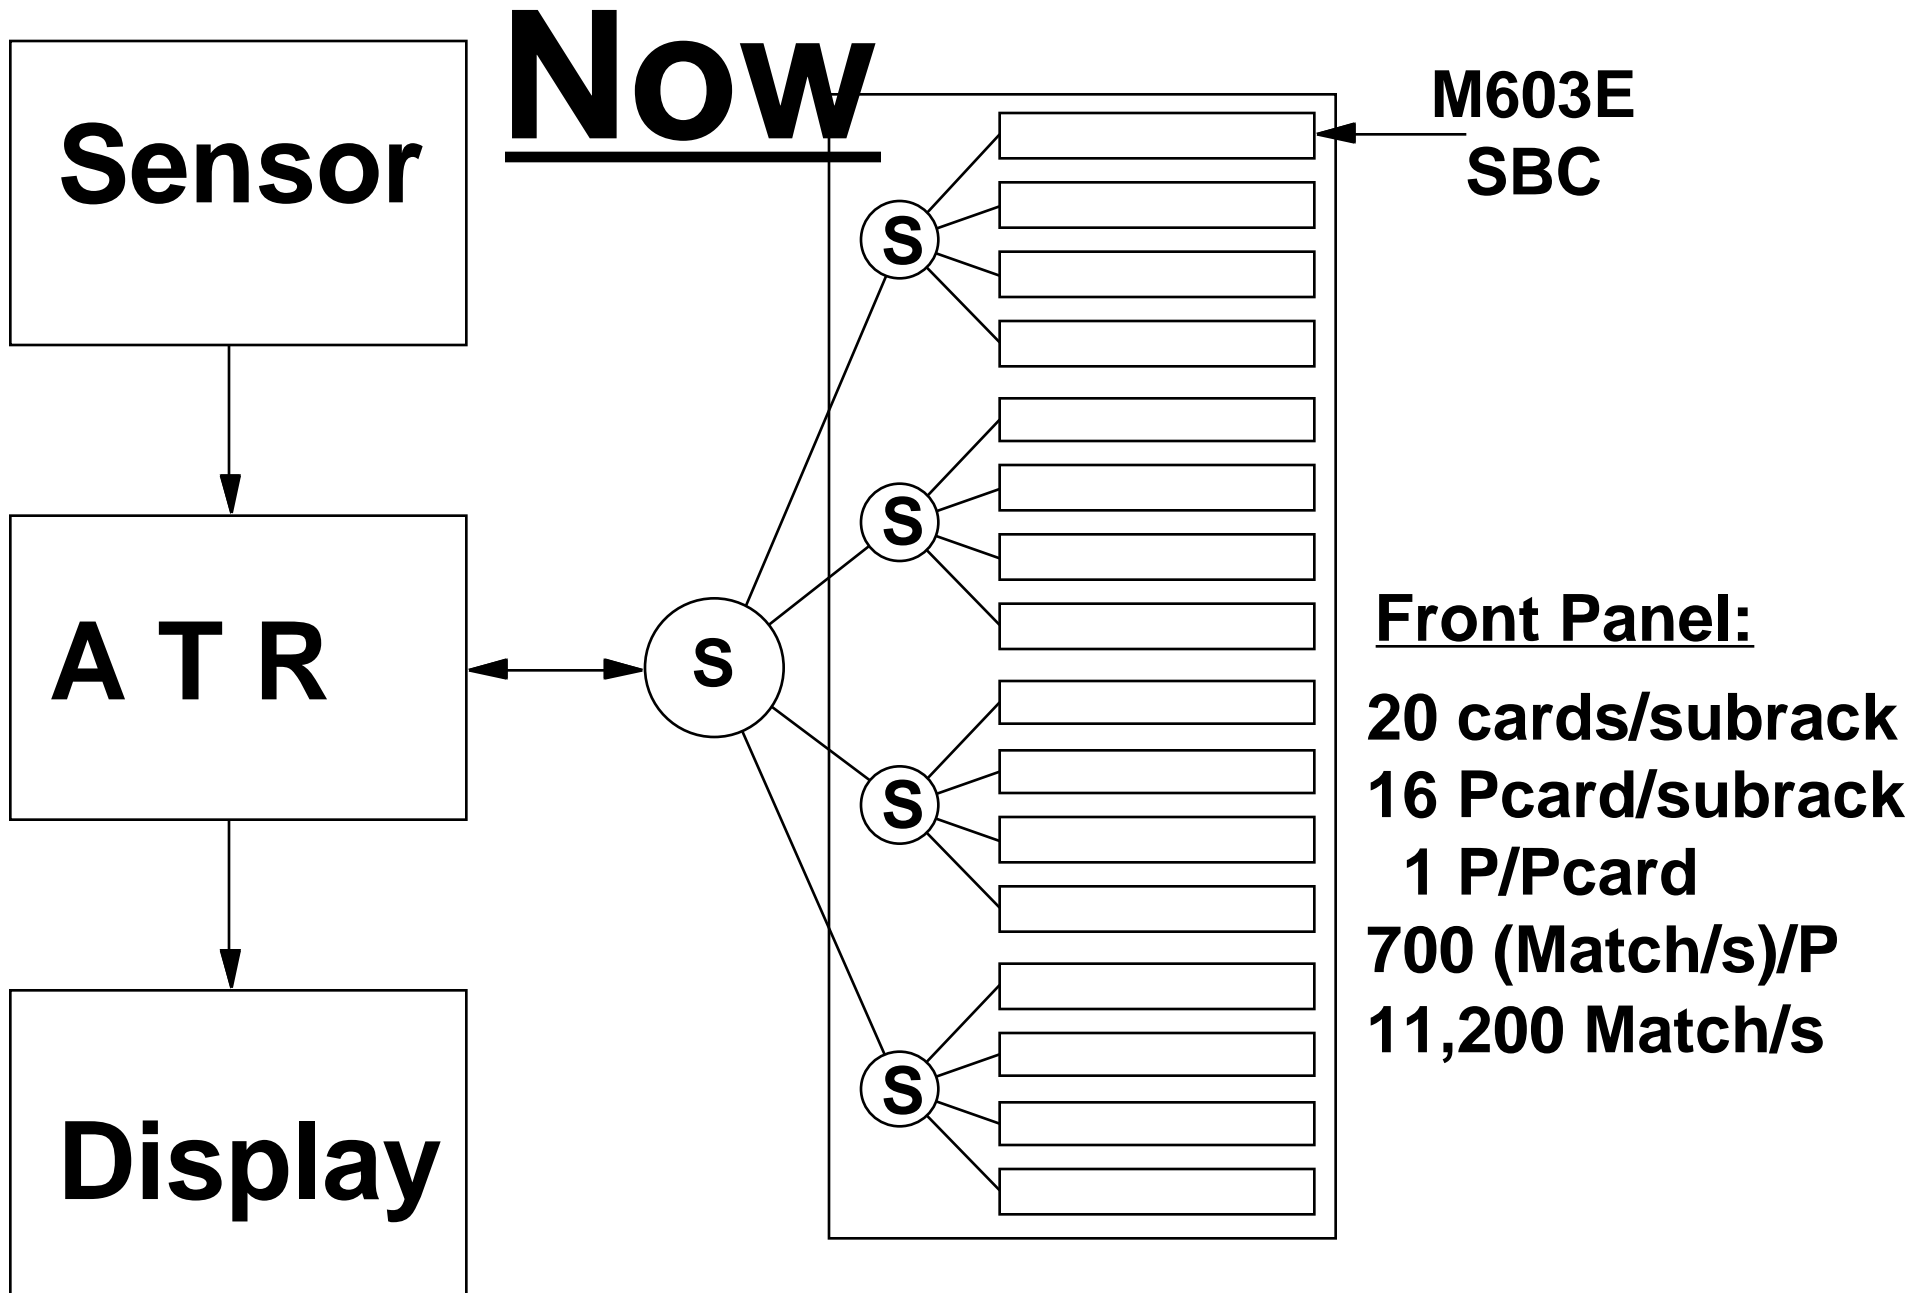 Now
Sensor
A T R
Display
S
S
S
S
S
M603E
SBC
Front Panel:
20 cards/subrack
16 Pcard/subrack
1 P/Pcard
700 (Match/s)/P
11,200 Match/s